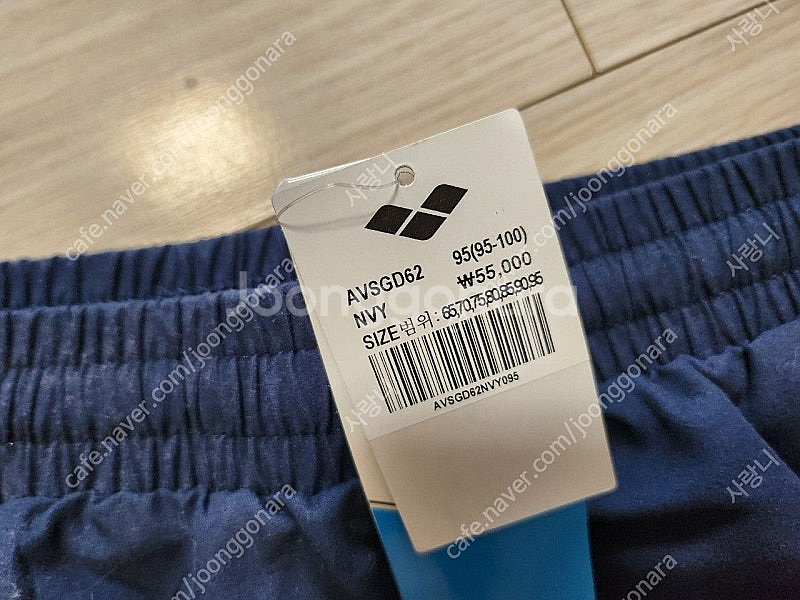 AVSGD62 95(95-100)
NVY ₩55,000
SIZE범위 : 65,70,75,80,85,90,95
AVSGD62NVY095
Joonggonara
cafe.naver.com/joonggonara
사랑니